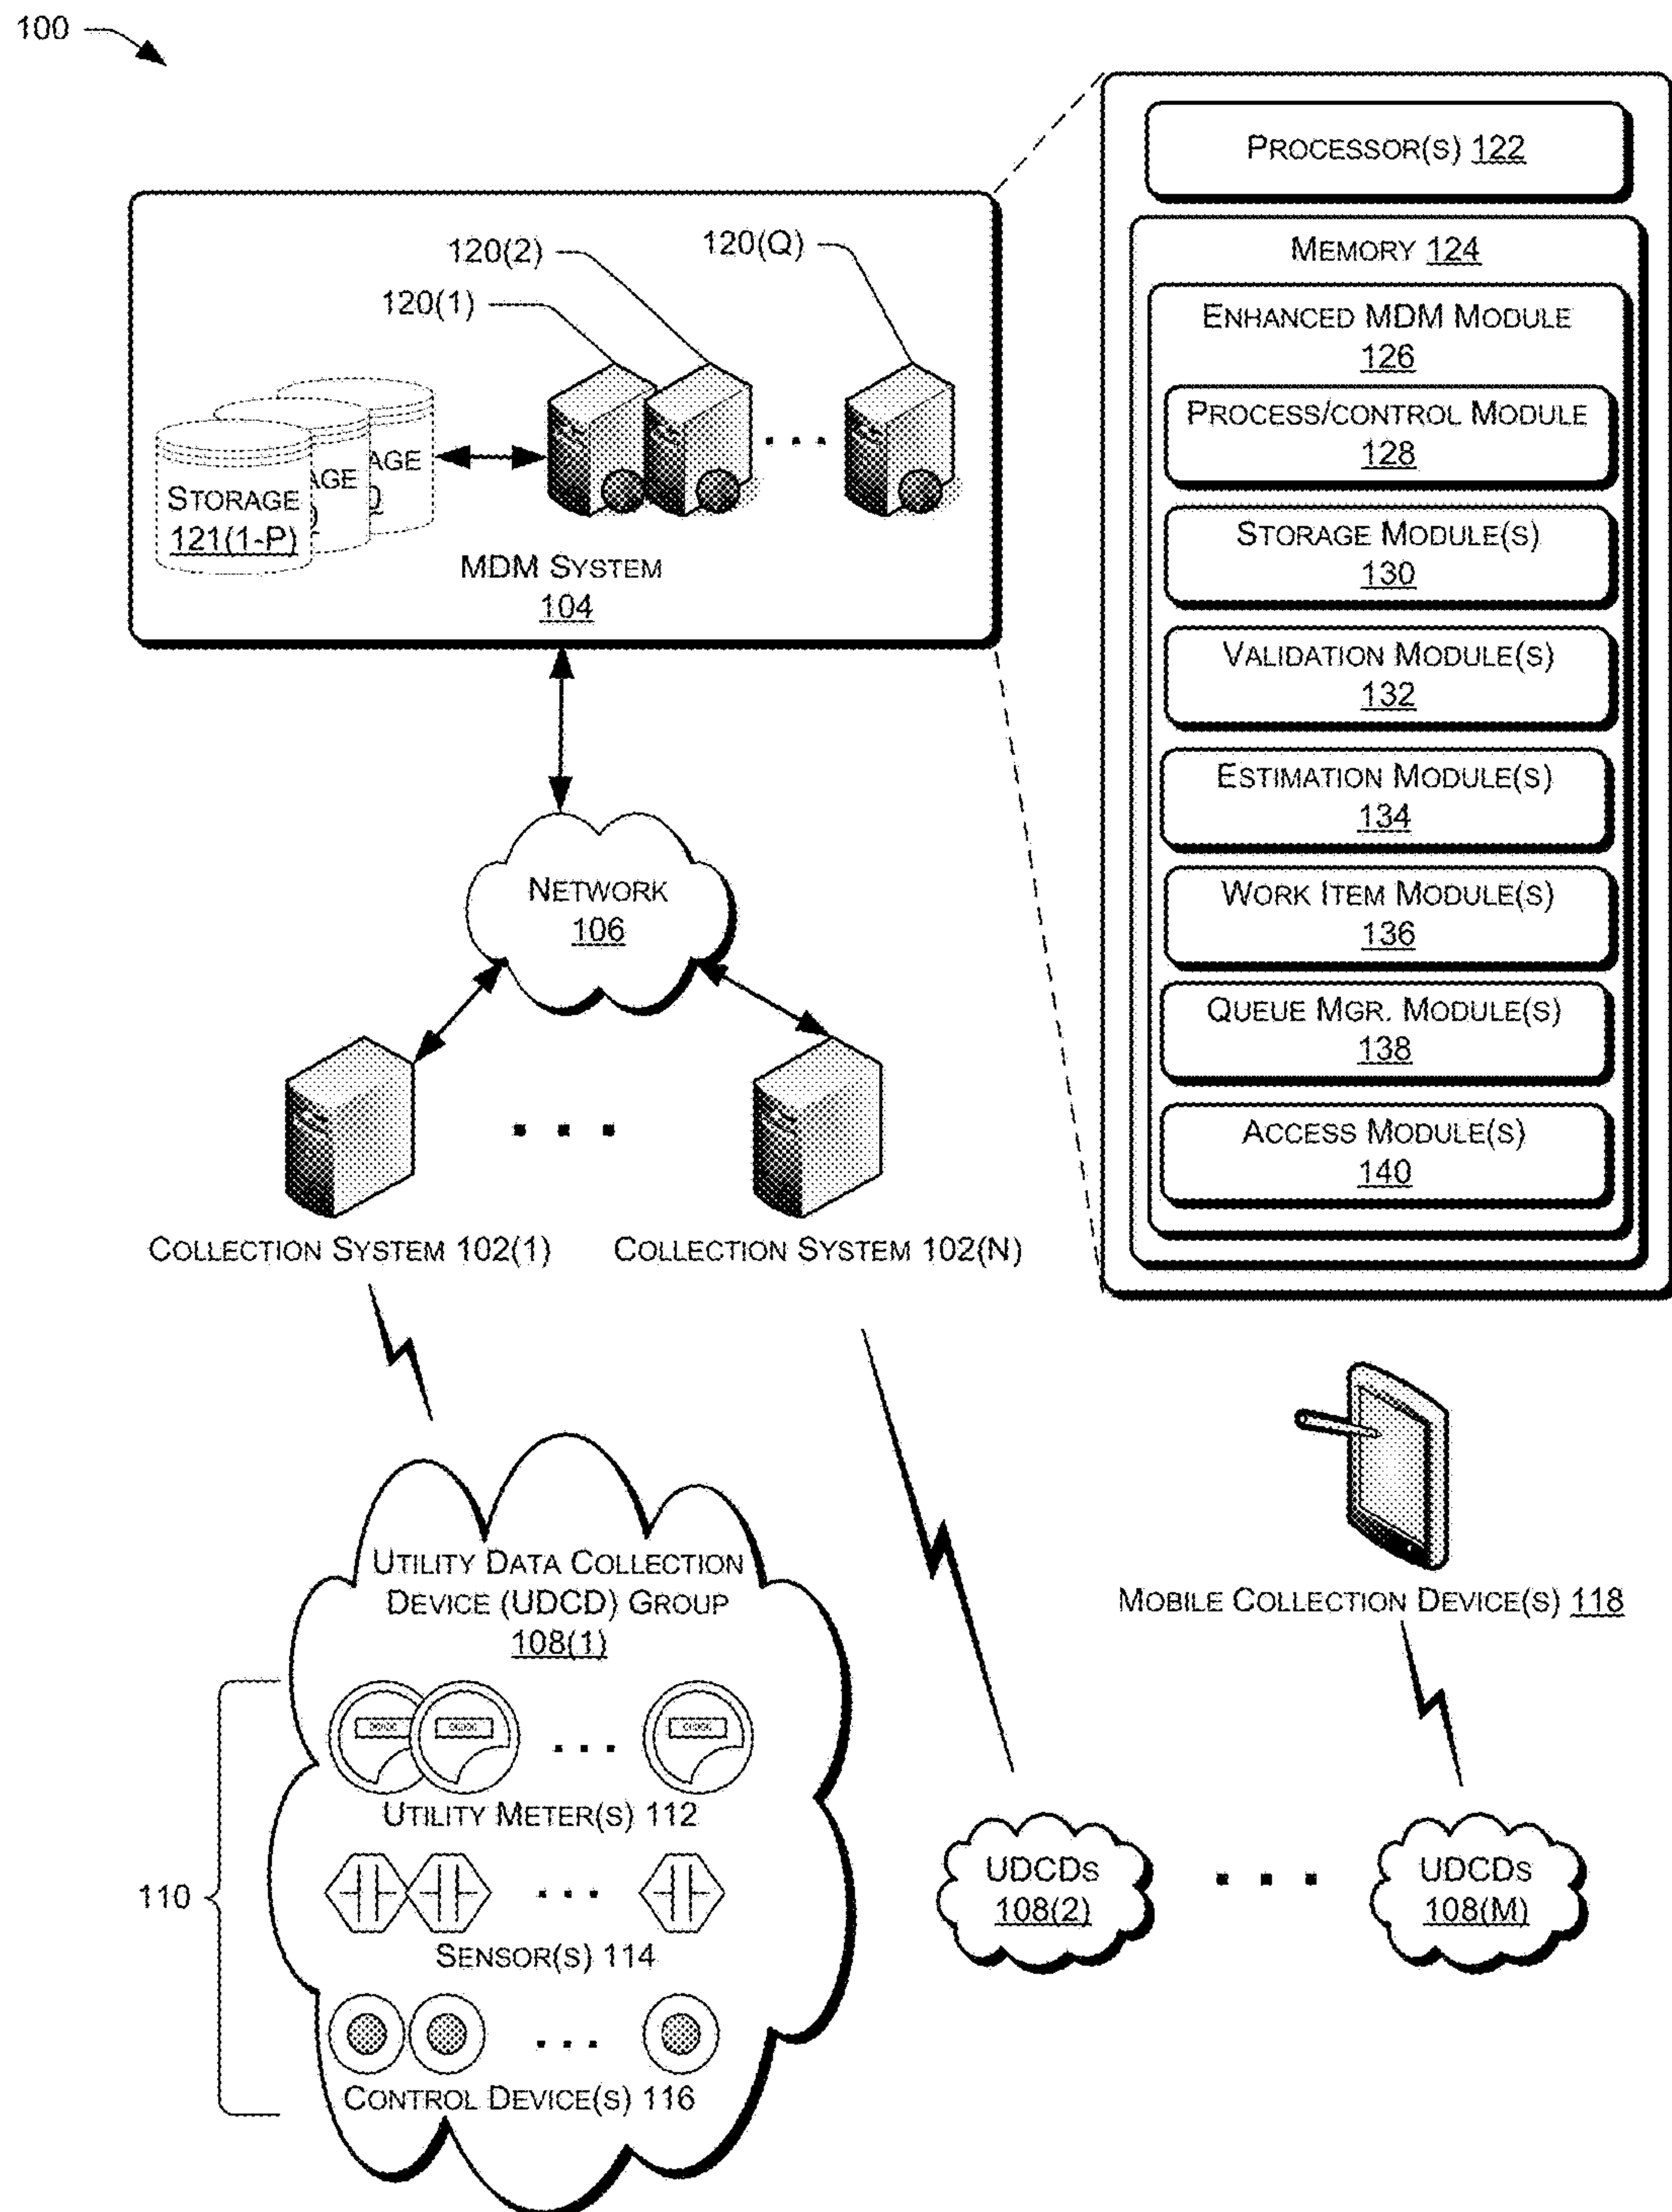 100
PROCESSOR(S) 122
MEMORY 124
ENHANCED MDM MODULE
126
PROCESS/CONTROL MODULE
128
STORAGE MODULE(S)
130
VALIDATION MODULE(S)
132
ESTIMATION MODULE(S)
134
WORK ITEM MODULE(S)
136
QUEUE MGR. MODULE(S)
138
ACCESS MODULE(S)
140
120(1)
120(2)
120(Q)
STORAGE
121(1-P)
AGE
)
AGE
)
MDM SYSTEM
104
NETWORK
106
COLLECTION SYSTEM 102(1)
COLLECTION SYSTEM 102(N)
UTILITY DATA COLLECTION
DEVICE (UDCD) GROUP
108(1)
110
UTILITY METER(S) 112
SENSOR(S) 114
CONTROL DEVICE(S) 116
MOBILE COLLECTION DEVICE(S) 118
UDCDS
108(2)
UDCDS
108(M)